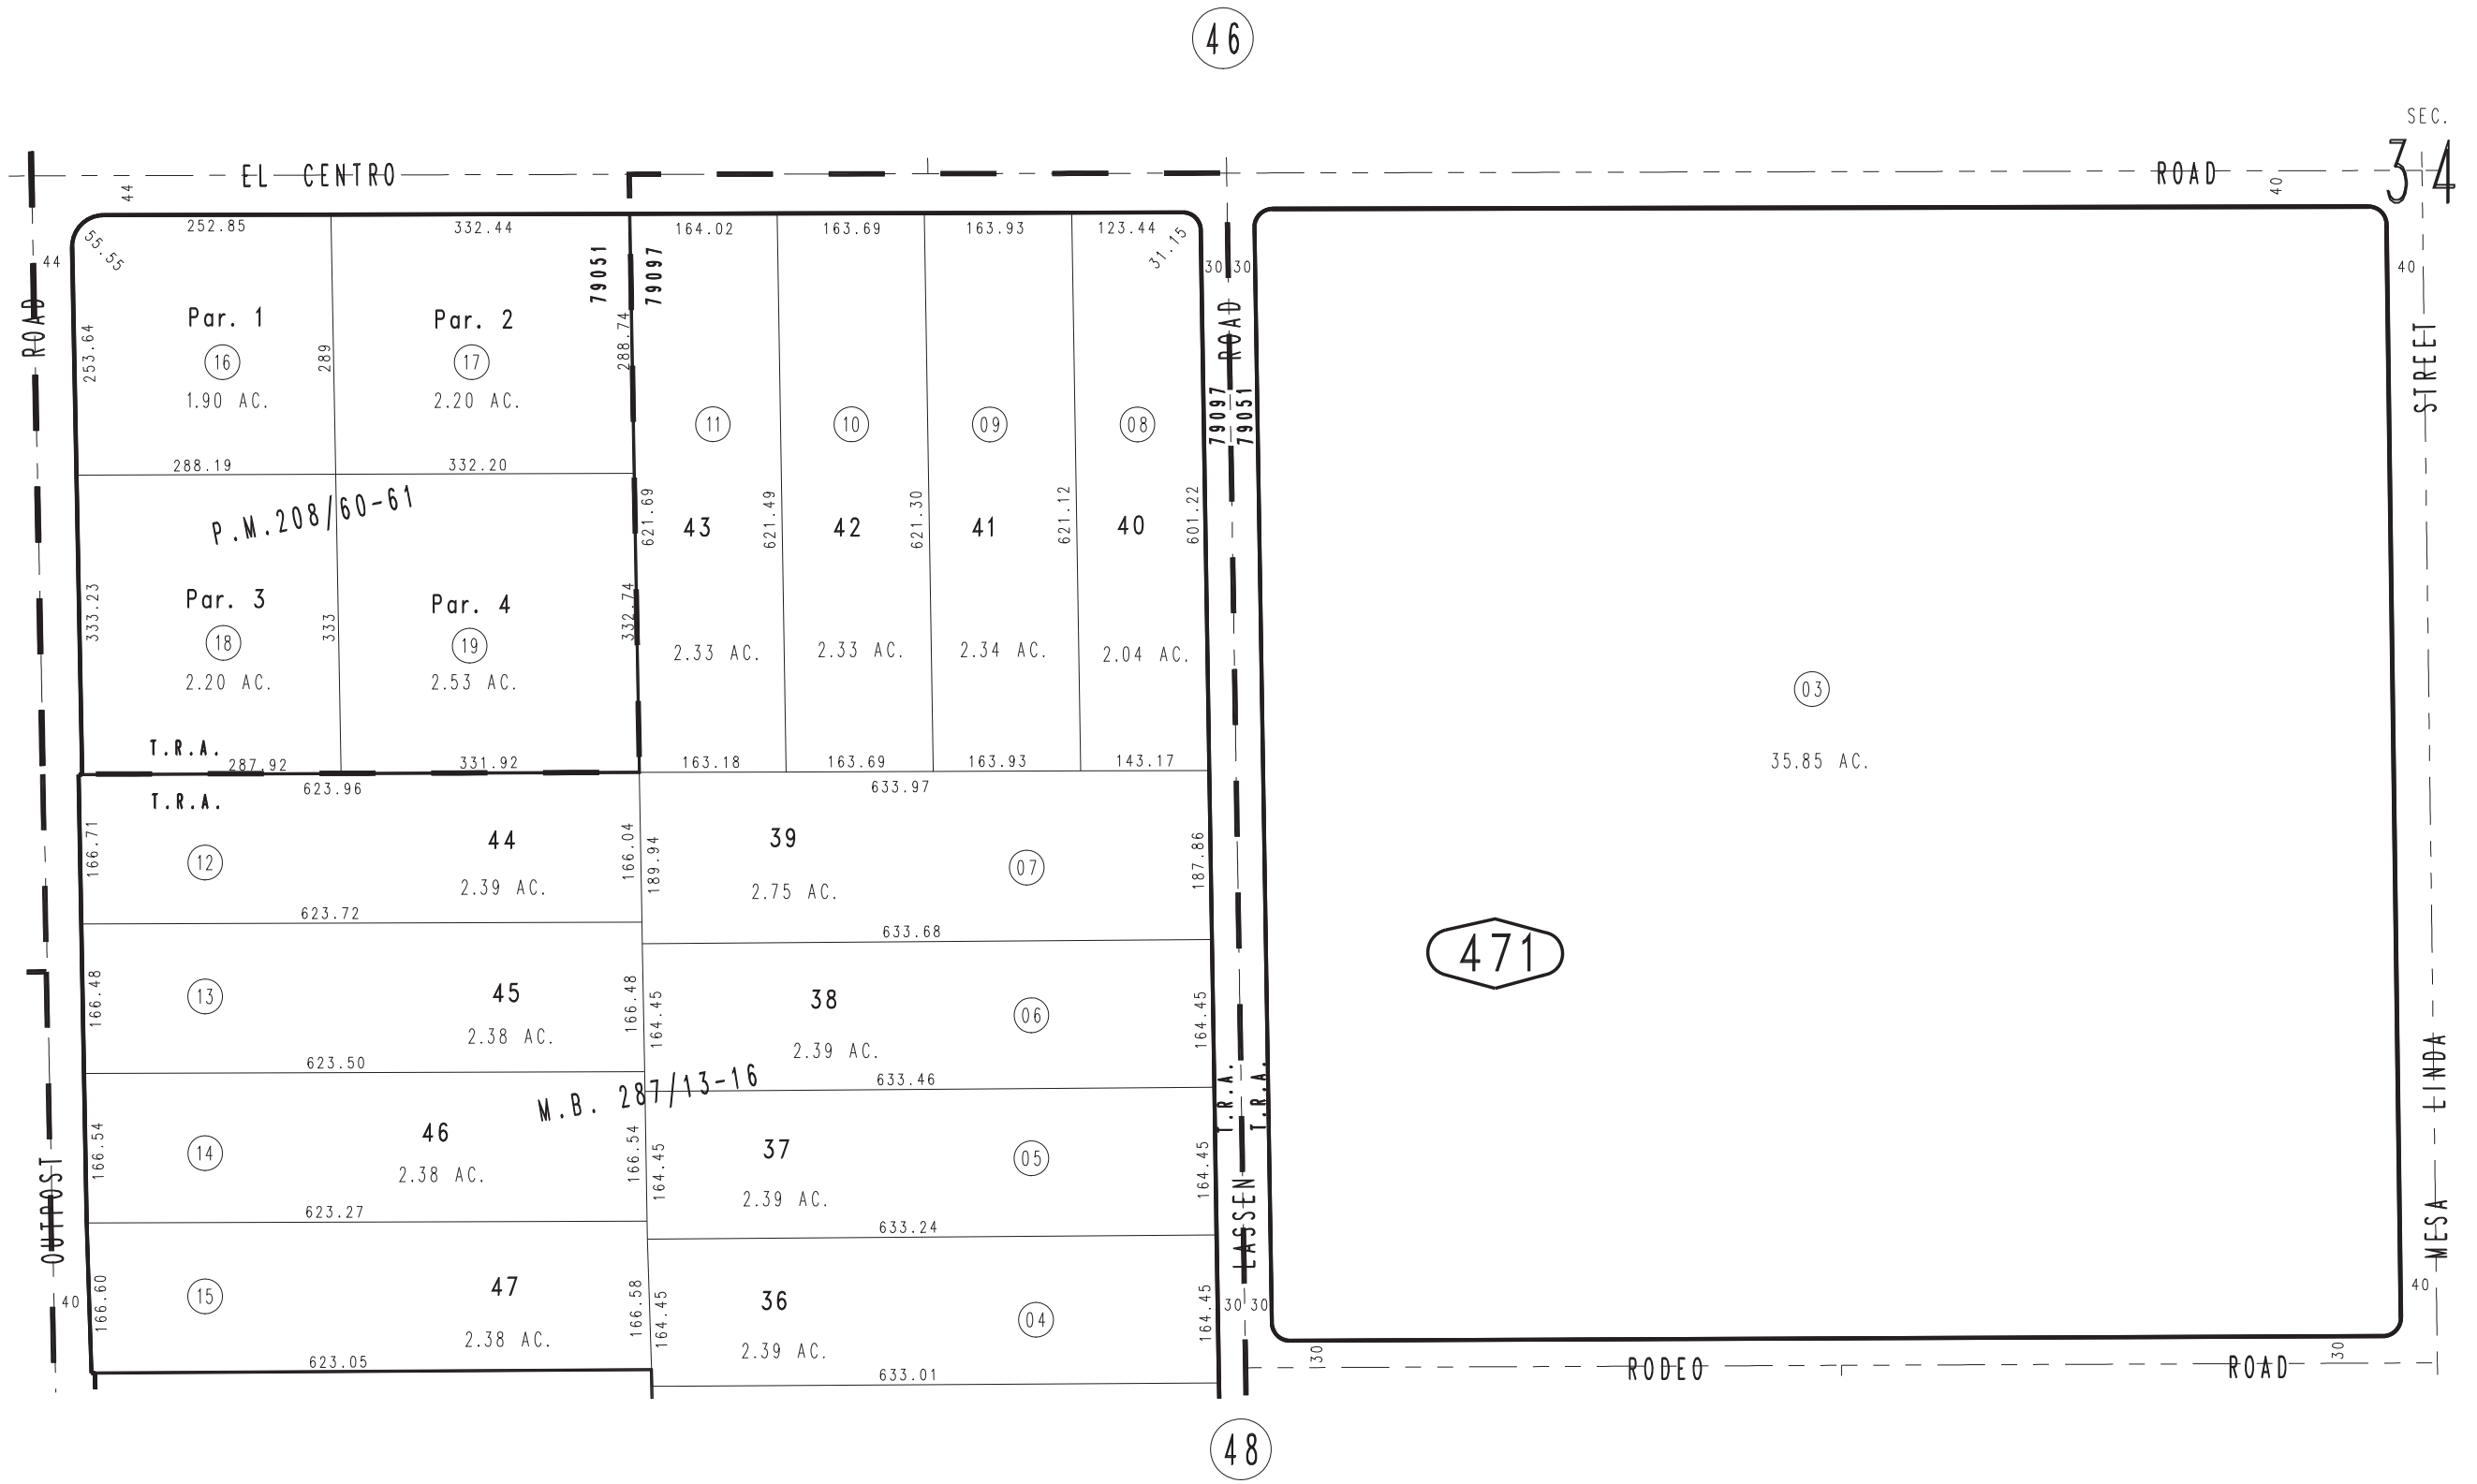 46
SEC.
34
EL CENTRO ROAD
44
40
252.85 332.44 164.02 163.69 163.93 123.44
55.55
31.15
44
30 30
40
79051 79097
ROAD
ROAD
STREET
Par. 1
16
1.90 AC.
Par. 2
17
2.20 AC.
253.64
289
288.74
79097 79051
11 10 09 08
288.19 332.20
P.M.208/60-61
621.69 621.49 621.30 621.12 601.22
43 42 41 40
Par. 3
18
2.20 AC.
Par. 4
19
2.53 AC.
333.23
333
332.74
2.33 AC. 2.33 AC. 2.34 AC. 2.04 AC.
03
35.85 AC.
T.R.A.
287.92 331.92 163.18 163.69 163.93 143.17
T.R.A.
623.96 633.97
166.71
12
44
2.39 AC.
166.04
189.94
39
2.75 AC.
07
187.86
623.72
633.68
471
166.48
13
45
2.38 AC.
166.48
164.45
38
2.39 AC.
06
164.45
623.50
633.46
M.B. 287/13-16
T.R.A. T.R.A.
166.54
14
46
2.38 AC.
166.54
164.45
37
2.39 AC.
05
164.45
623.27
633.24
OUTPOST
LASSEN
MESA LINDA
166.60
15
47
2.38 AC.
166.58
164.45
36
2.39 AC.
04
164.45
40
30 30
40
623.05
633.01
30
30
RODEO ROAD
48